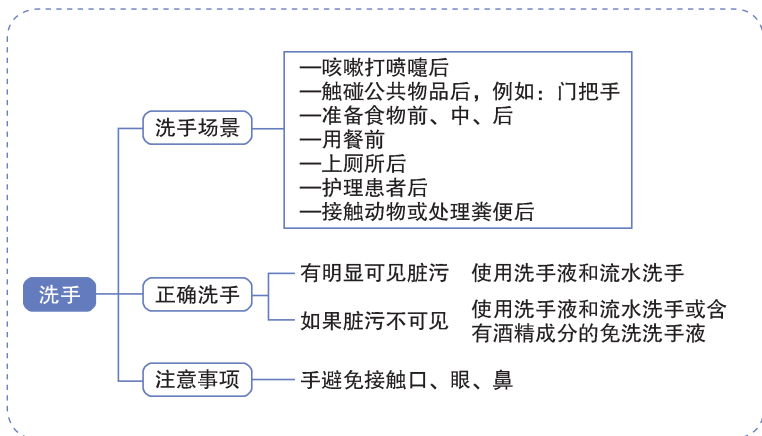 洗手
洗手场景
—咳嗽打喷嚏后
—触碰公共物品后，例如：门把手
—准备食物前、中、后
—用餐前
—上厕所后
—护理患者后
—接触动物或处理粪便后
正确洗手
有明显可见脏污 使用洗手液和流水洗手
如果脏污不可见 使用洗手液和流水洗手或含
有酒精成分的免洗洗手液
注意事项
手避免接触口、眼、鼻